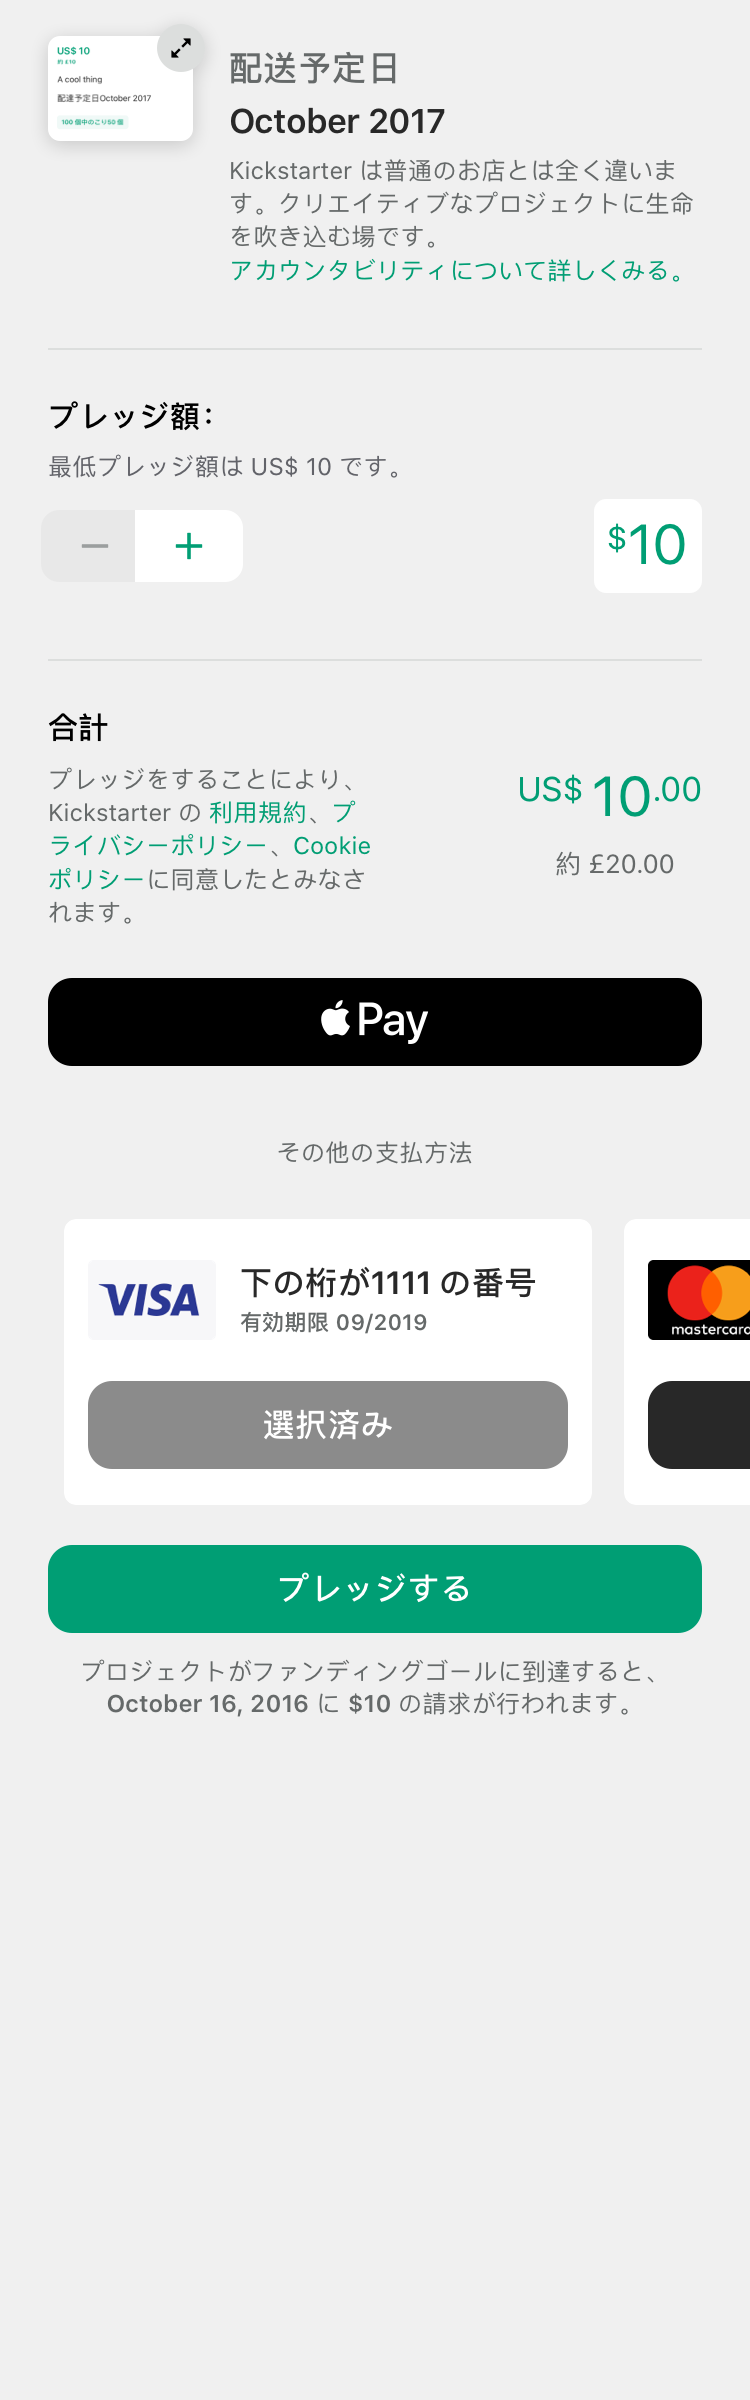 US$ 10
約 £10
A cool thing
配達予定日October 2017
100 個中のこり50 個
配送予定日
October 2017
Kickstarter は普通のお店とは全く違いま
す。クリエイティブなプロジェクトに生命
を吹き込む場です。
アカウンタビリティについて詳しくみる。
プレッジ額：
最低プレッジ額は US$ 10 です。
− +
$10
合計
プレッジをすることにより、
Kickstarter の 利用規約、プ
ライバシーポリシー、Cookie
ポリシーに同意したとみなさ
れます。
US$ 10.00
約 £20.00
Pay
その他の支払方法
VISA
下の桁が1111 の番号
有効期限 09/2019
選択済み
mastercard
プレッジする
プロジェクトがファンディングゴールに到達すると、
October 16, 2016 に $10 の請求が行われます。